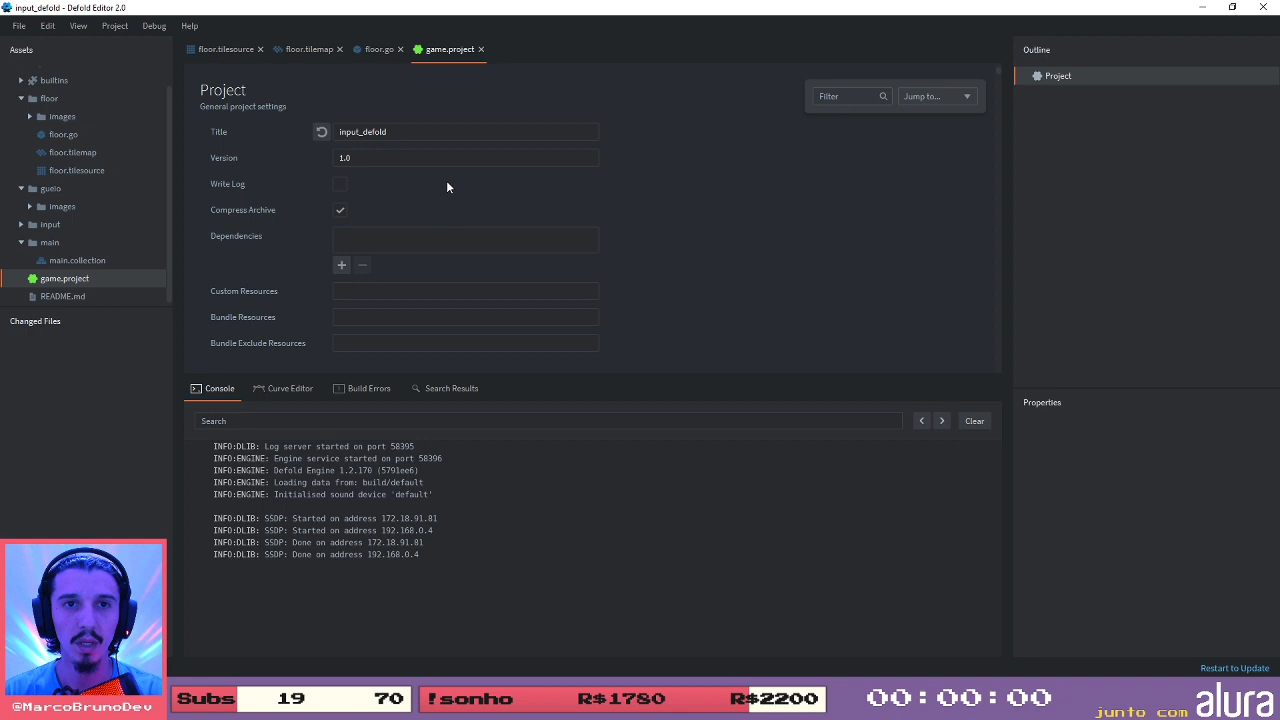 input_defold - Defold Editor 2.0
File Edit View Project Debug Help
Assets
builtins
floor
images
floor.go
floor.tilemap
floor.tilesource
gueio
images
input
main
main.collection
game.project
README.md
Changed Files
floor.tilesource floor.tilemap floor.go game.project
Project
General project settings
Filter
Jump to...
Title input_defold
Version 1.0
Write Log
Compress Archive
Dependencies
Custom Resources
Bundle Resources
Bundle Exclude Resources
Console Curve Editor Build Errors Search Results
Search
Clear
INFO:DLIB: Log server started on port 58395
INFO:ENGINE: Engine service started on port 58396
INFO:ENGINE: Defold Engine 1.2.170 (5791ee6)
INFO:ENGINE: Loading data from: build/default
INFO:ENGINE: Initialised sound device 'default'
INFO:DLIB: SSDP: Started on address 172.18.91.81
INFO:DLIB: SSDP: Started on address 192.168.0.4
INFO:DLIB: SSDP: Done on address 172.18.91.81
INFO:DLIB: SSDP: Done on address 192.168.0.4
Outline
Project
Properties
Restart to Update
@MarcoBrunoDev
Subs 19 70
!sonho R$1780 R$2200
00:00:00
junto com alura